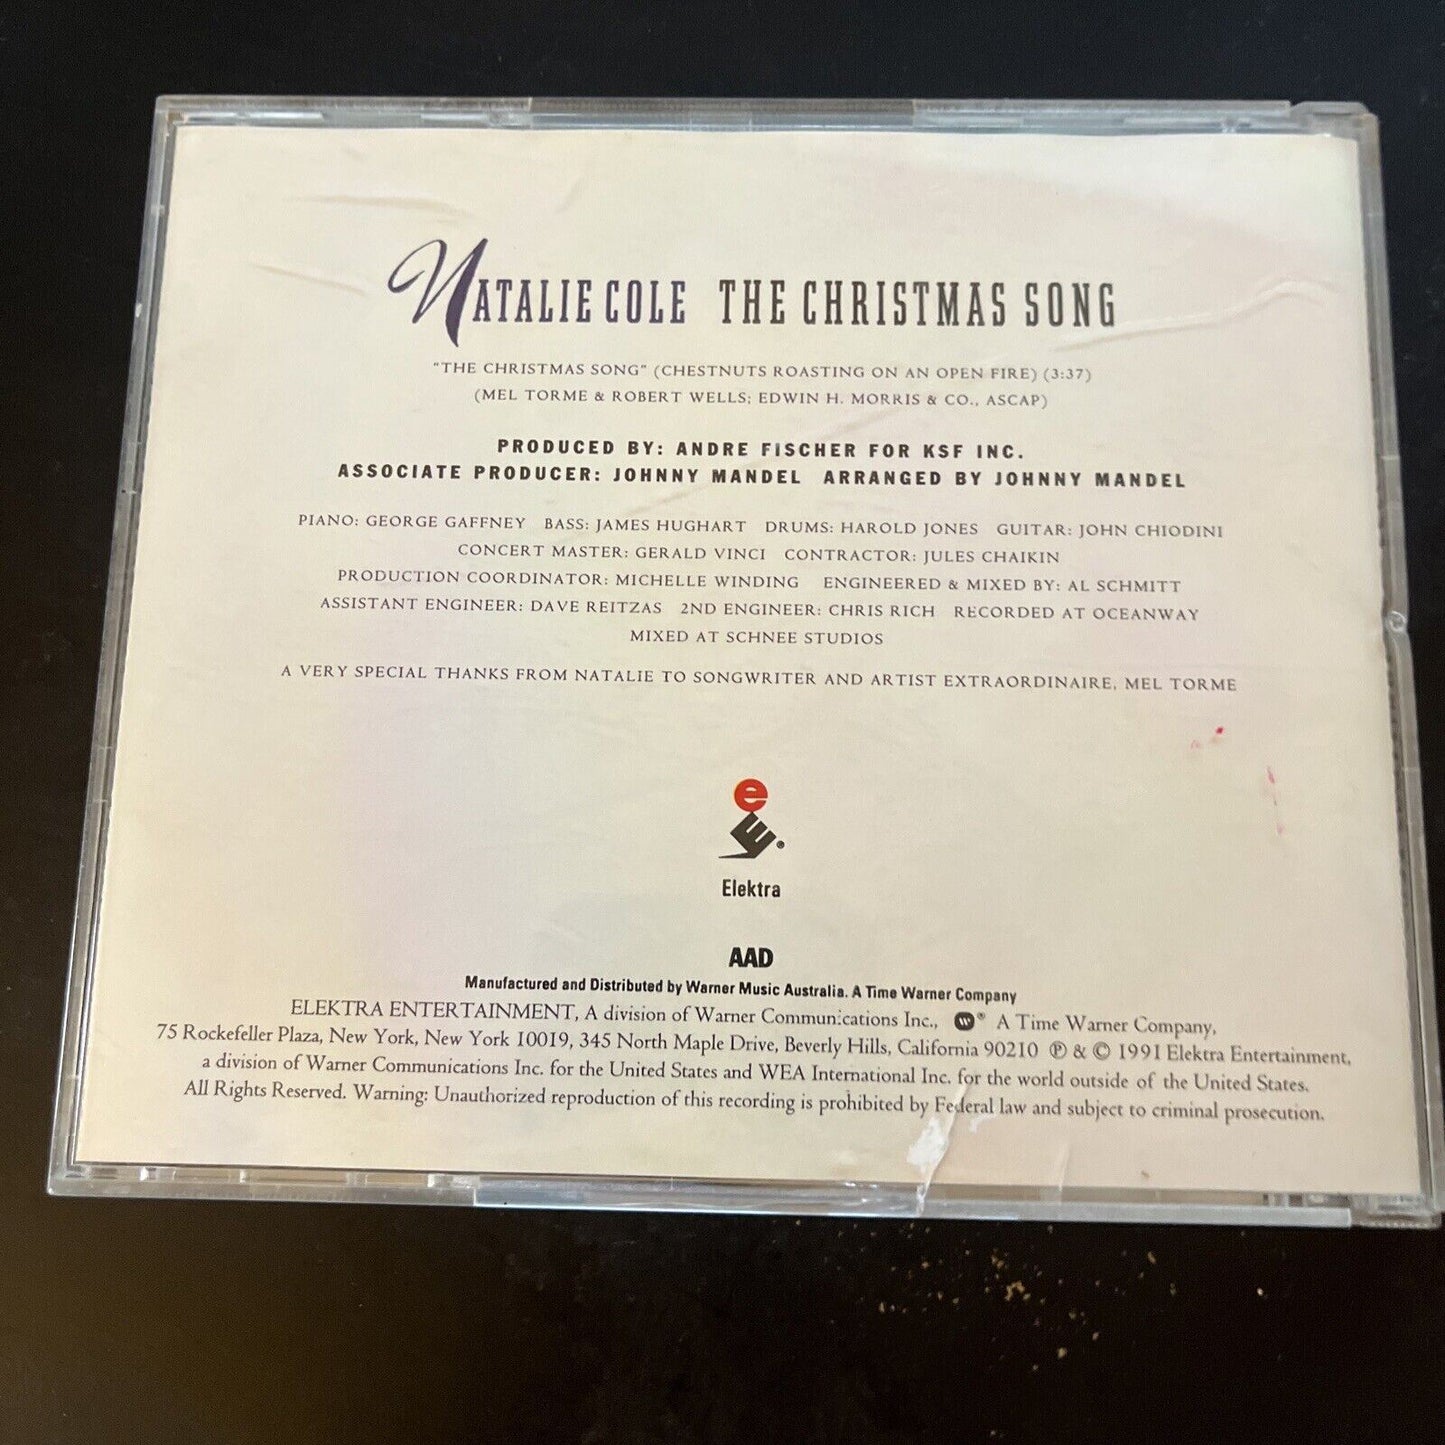 NATALIE COLE THE CHRISTMAS SONG
"THE CHRISTMAS SONG" (CHESTNUTS ROASTING ON AN OPEN FIRE) (3:37)
(MEL TORME & ROBERT WELLS; EDWIN H. MORRIS & CO., ASCAP)
PRODUCED BY: ANDRE FISCHER FOR KSF INC.
ASSOCIATE PRODUCER: JOHNNY MANDEL ARRANGED BY JOHNNY MANDEL
PIANO: GEORGE GAFFNEY BASS: JAMES HUGHART DRUMS: HAROLD JONES GUITAR: JOHN CHIODINI
CONCERT MASTER: GERALD VINCI CONTRACTOR: JULES CHAIKIN
PRODUCTION COORDINATOR: MICHELLE WINDING ENGINEERED & MIXED BY: AL SCHMITT
ASSISTANT ENGINEER: DAVE REITZAS 2ND ENGINEER: CHRIS RICH RECORDED AT OCEANWAY
MIXED AT SCHNEE STUDIOS
A VERY SPECIAL THANKS FROM NATALIE TO SONGWRITER AND ARTIST EXTRAORDINAIRE, MEL TORME
e
E®
Elektra
AAD
Manufactured and Distributed by Warner Music Australia. A Time Warner Company
ELEKTRA ENTERTAINMENT, A division of Warner Communications Inc., W® A Time Warner Company,
75 Rockefeller Plaza, New York, New York 10019, 345 North Maple Drive, Beverly Hills, California 90210 ℗ & © 1991 Elektra Entertainment,
a division of Warner Communications Inc. for the United States and WEA International Inc. for the world outside of the United States.
All Rights Reserved. Warning: Unauthorized reproduction of this recording is prohibited by Federal law and subject to criminal prosecution.